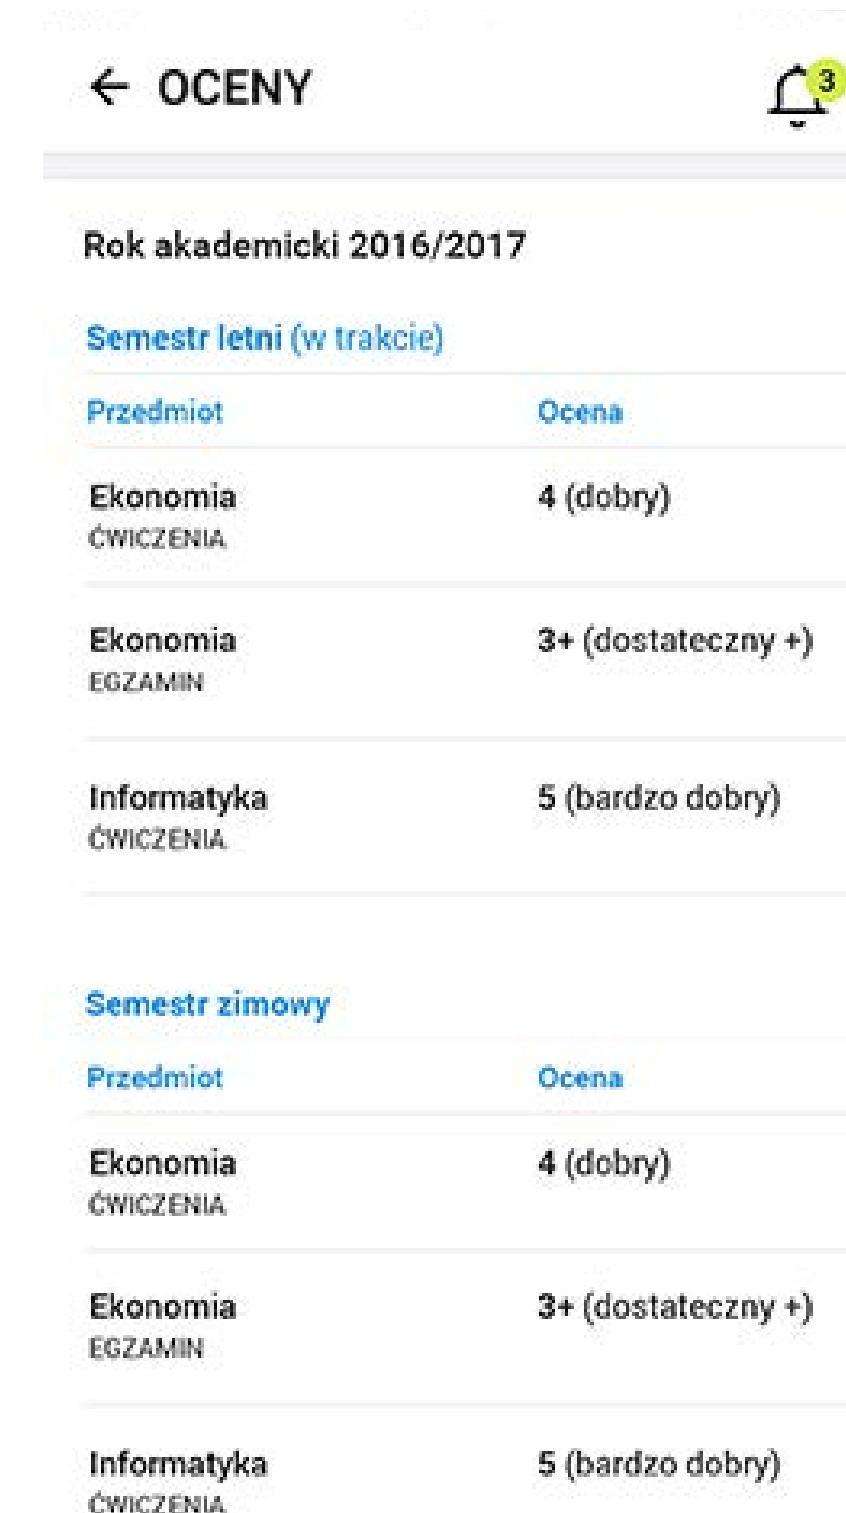 ← OCENY
3
Rok akademicki 2016/2017
Semestr letni (w trakcie)
Przedmiot Ocena
Ekonomia 4 (dobry)
ĆWICZENIA
Ekonomia 3+ (dostateczny +)
EGZAMIN
Informatyka 5 (bardzo dobry)
ĆWICZENIA
Semestr zimowy
Przedmiot Ocena
Ekonomia 4 (dobry)
ĆWICZENIA
Ekonomia 3+ (dostateczny +)
EGZAMIN
Informatyka 5 (bardzo dobry)
ĆWICZENIA